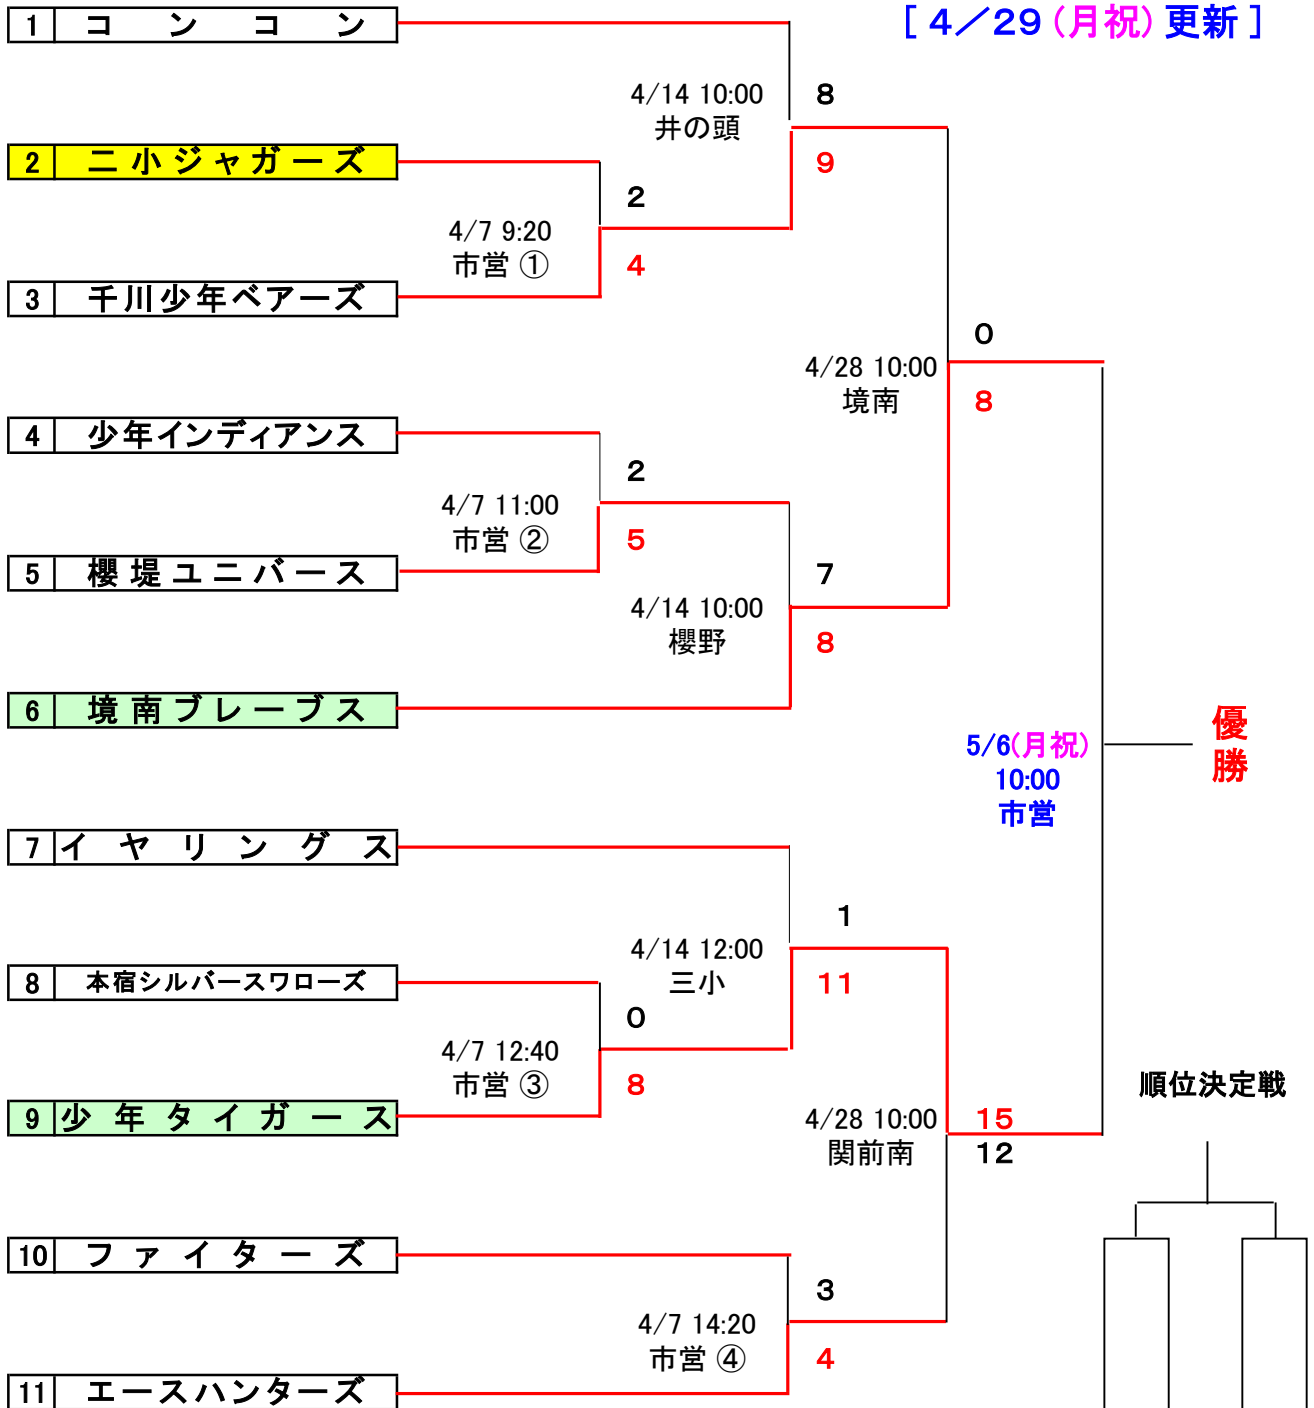 [ 4／29 (月祝) 更新 ]
1 コンコン
4/14 10:00
井の頭
8
9
2 二小ジャガーズ
4/7 9:20
市営 ①
2
4
3 千川少年ベアーズ
4/28 10:00
境南
0
8
4 少年インディアンス
4/7 11:00
市営 ②
2
5
5 櫻堤ユニバース
4/14 10:00
櫻野
7
8
6 境南ブレーブス
5/6(月祝)
10:00
市営
優
勝
7 イヤリングス
4/14 12:00
三小
1
11
8 本宿シルバースワローズ
4/7 12:40
市営 ③
0
8
9 少年タイガース
4/28 10:00
関前南
15
12
順位決定戦
10 ファイターズ
4/7 14:20
市営 ④
3
4
11 エースハンターズ